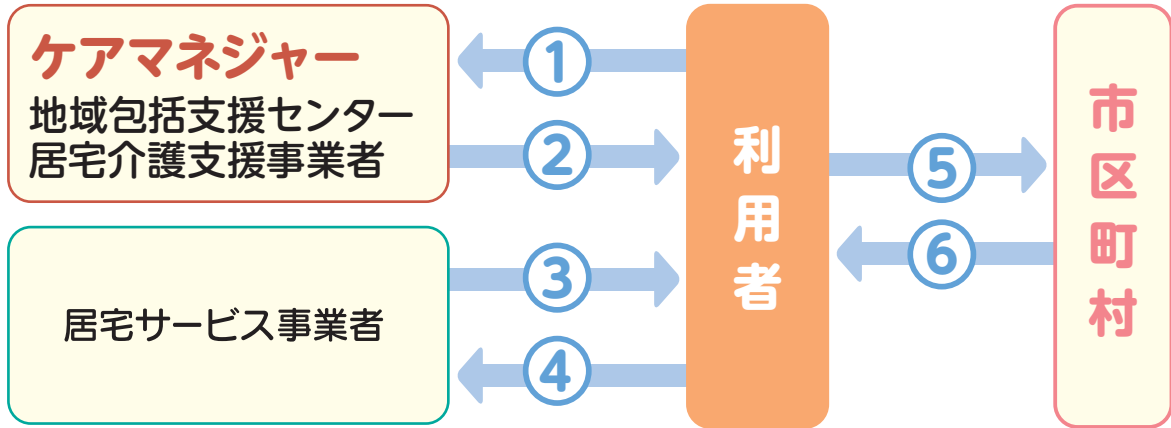 ケアマネジャー
地域包括支援センター
居宅介護支援事業者
①
②
居宅サービス事業者
③
④
利用者
⑤
⑥
市区町村